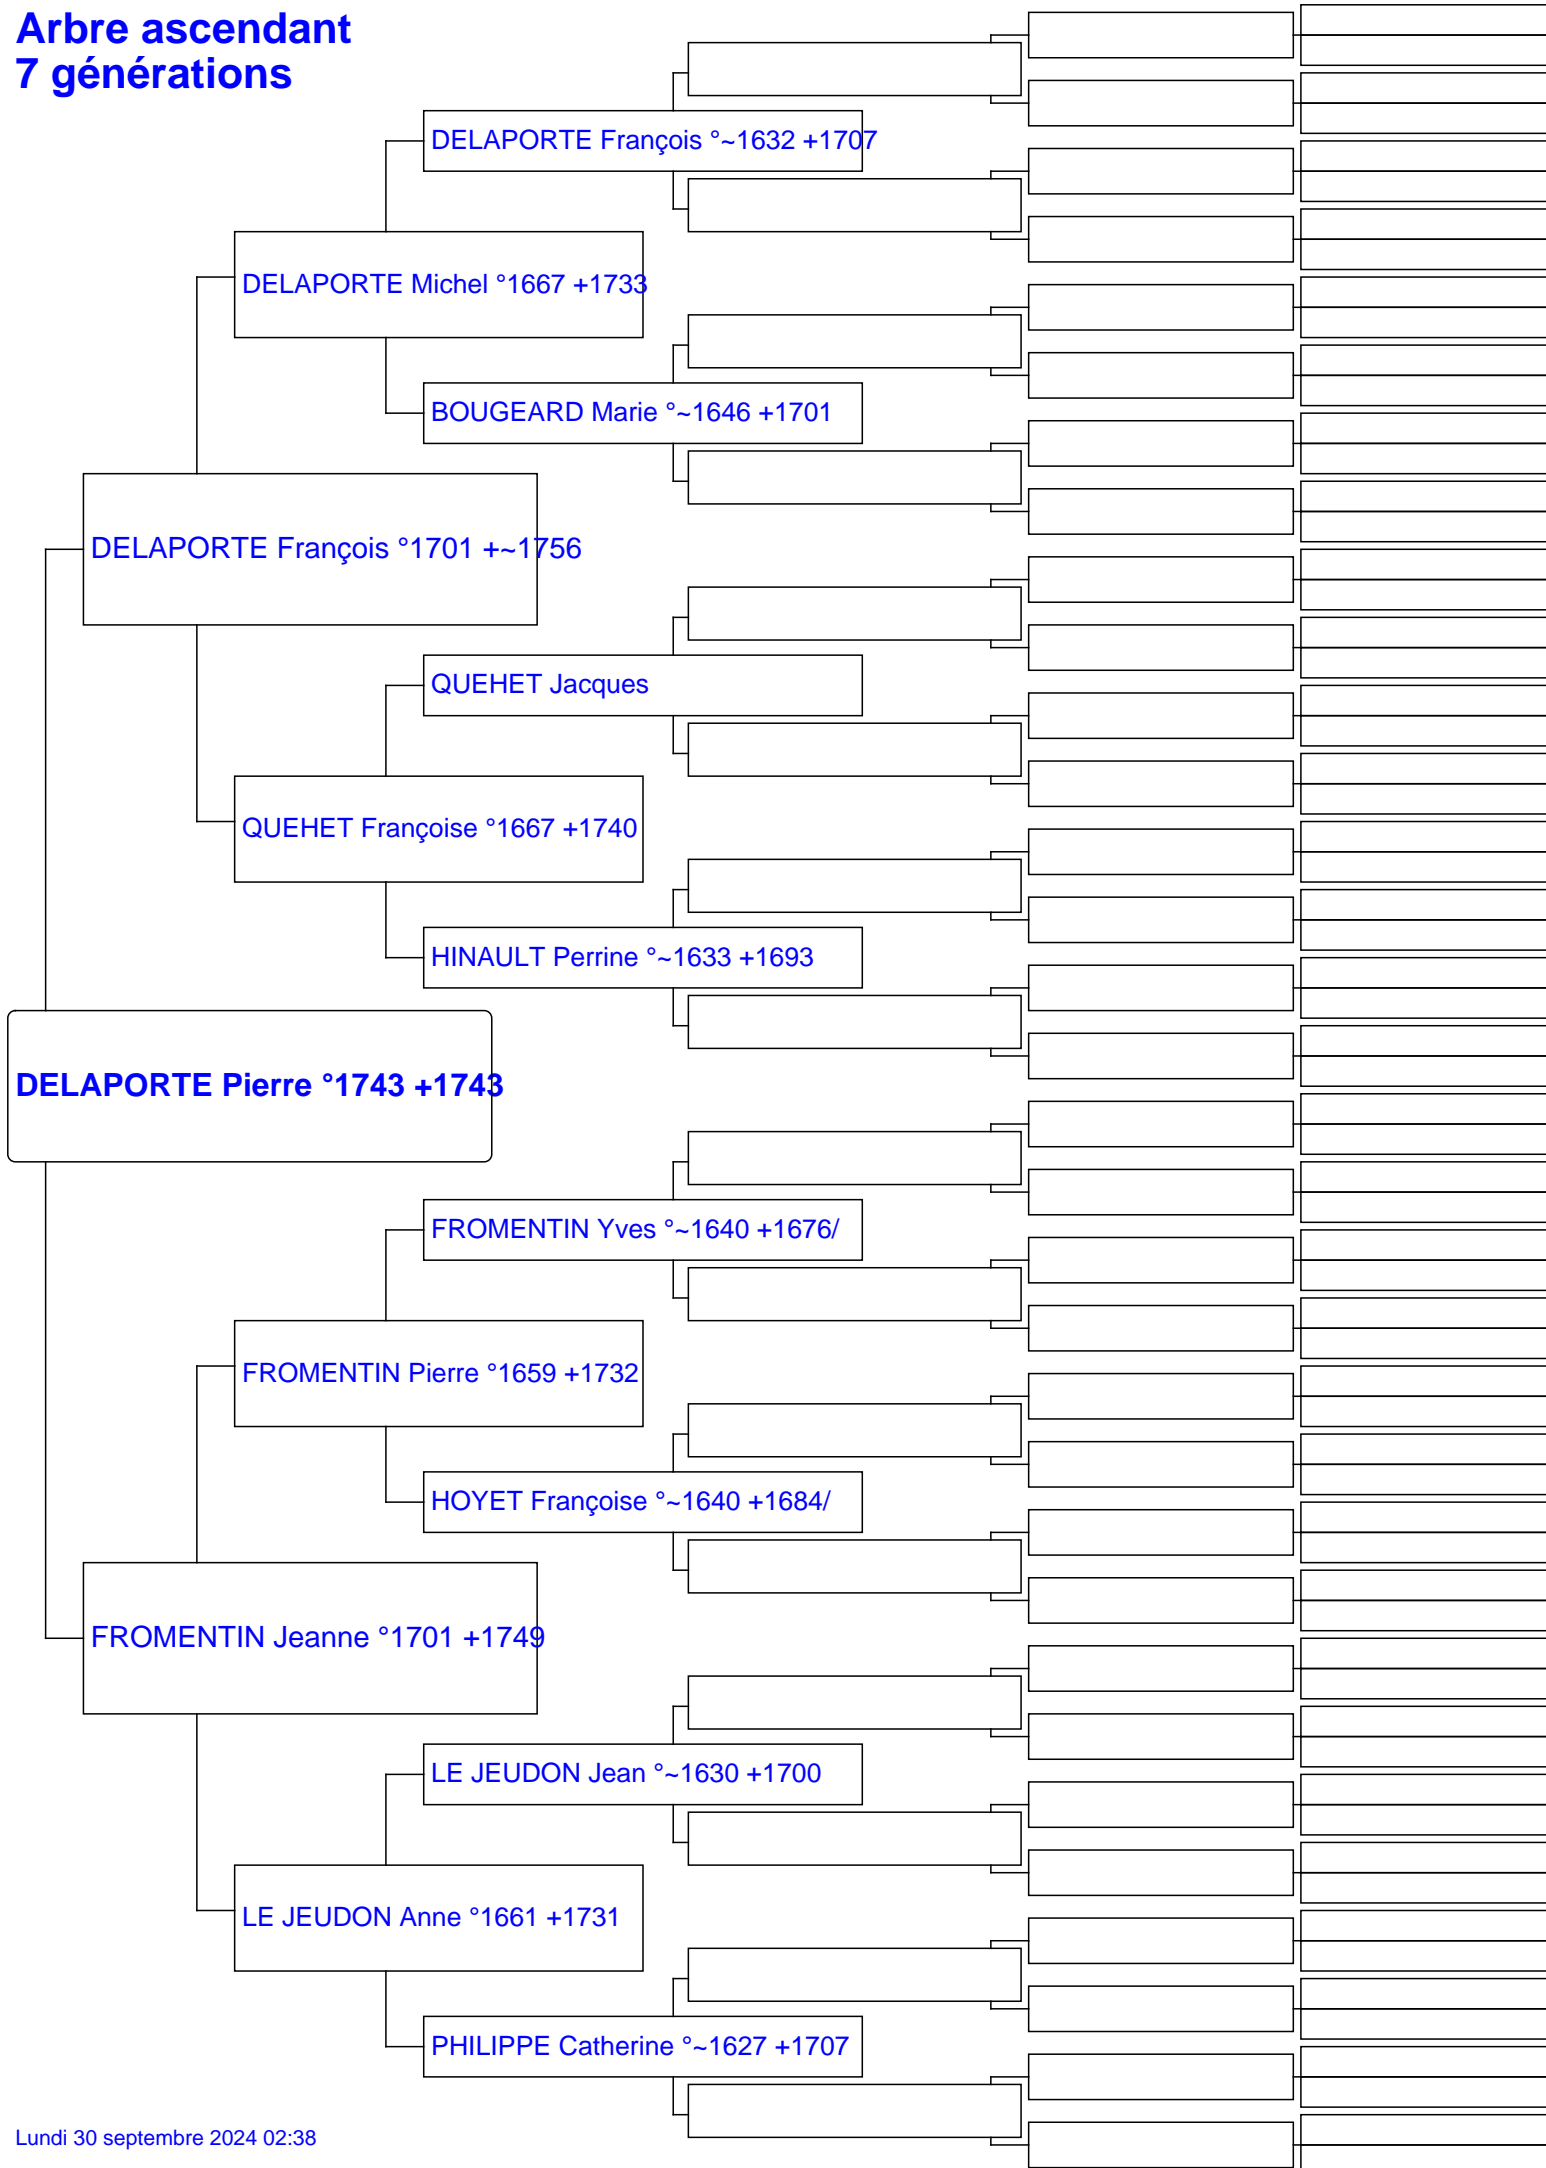 Arbre ascendant
7 générations
DELAPORTE François °~1632 +1707
DELAPORTE Michel °1667 +1733
BOUGEARD Marie °~1646 +1701
DELAPORTE François °1701 +~1756
QUEHET Jacques
QUEHET Françoise °1667 +1740
HINAULT Perrine °~1633 +1693
DELAPORTE Pierre °1743 +1743
FROMENTIN Yves °~1640 +1676/
FROMENTIN Pierre °1659 +1732
HOYET Françoise °~1640 +1684/
FROMENTIN Jeanne °1701 +1749
LE JEUDON Jean °~1630 +1700
LE JEUDON Anne °1661 +1731
PHILIPPE Catherine °~1627 +1707
Lundi 30 septembre 2024 02:38